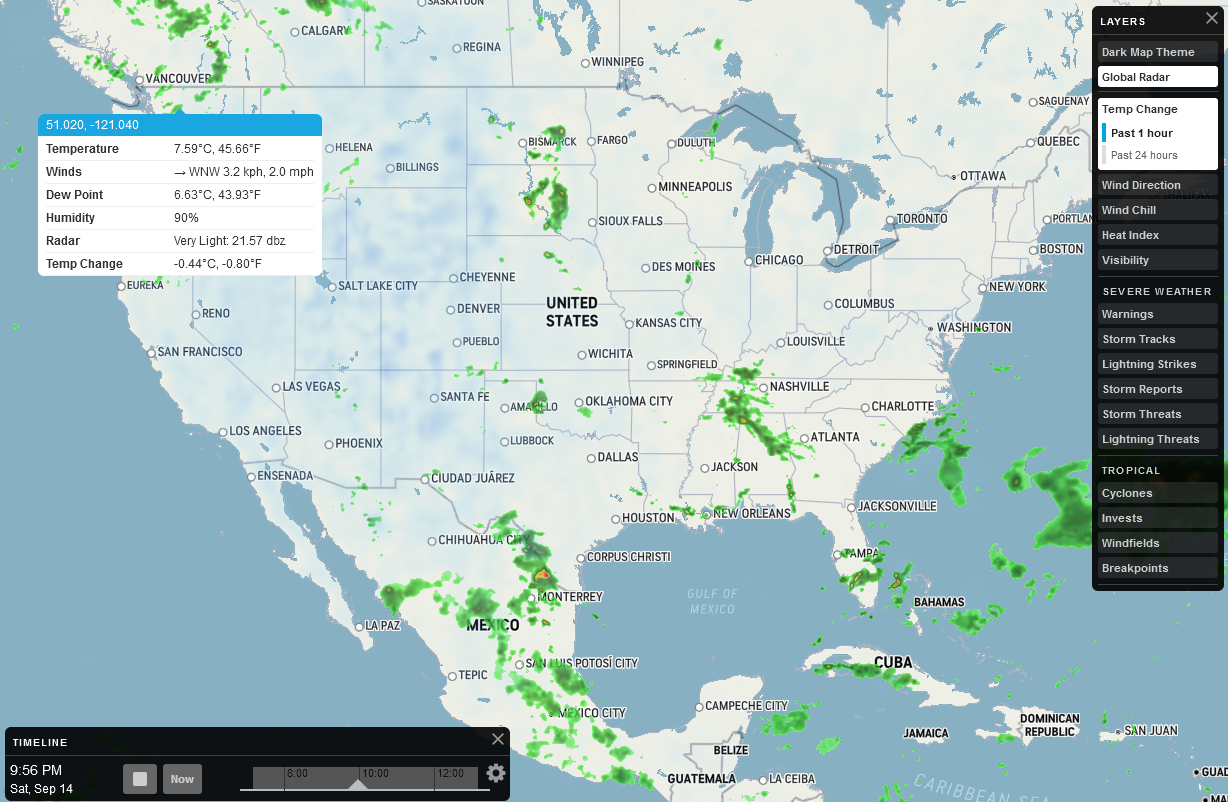 SASKATOON
CALGARY
REGINA
WINNIPEG
VANCOUVER
SAGUENAY
51.020, -121.040
Temperature 7.59°C, 45.66°F
Winds → WNW 3.2 kph, 2.0 mph
Dew Point 6.63°C, 43.93°F
Humidity 90%
Radar Very Light: 21.57 dbz
Temp Change -0.44°C, -0.80°F
HELENA
BISMARCK
FARGO
DULUTH
QUEBEC
BILLINGS
OTTAWA
MINNEAPOLIS
SIOUX FALLS
TORONTO
PORTLAN
BOSTON
DETROIT
CHICAGO
DES MOINES
CHEYENNE
EUREKA
SALT LAKE CITY
NEW YORK
RENO
DENVER
UNITED
STATES
COLUMBUS
KANSAS CITY
WASHINGTON
PUEBLO
LOUISVILLE
SAN FRANCISCO
WICHITA
SPRINGFIELD
LAS VEGAS
NASHVILLE
SANTA FE
AMARILLO
OKLAHOMA CITY
CHARLOTTE
LOS ANGELES
PHOENIX
LUBBOCK
ATLANTA
DALLAS
JACKSON
ENSENADA
CIUDAD JUÁREZ
JACKSONVILLE
HOUSTON
NEW ORLEANS
CHIHUAHUA CITY
CORPUS CHRISTI
TAMPA
MONTERREY
GULF OF
MEXICO
BAHAMAS
LA PAZ
MEXICO
SAN LUIS POTOSÍ CITY
CUBA
TEPIC
CAMPECHE CITY
MEXICO CITY
DOMINICAN
REPUBLIC
JAMAICA
SAN JUAN
BELIZE
GUATEMALA
LA CEIBA
CARIBBEAN SEA
GUAD
MA
LAYERS
Dark Map Theme
Global Radar
Temp Change
Past 1 hour
Past 24 hours
Wind Direction
HALIFAX
Wind Chill
Heat Index
Visibility
SEVERE WEATHER
Warnings
Storm Tracks
Lightning Strikes
Storm Reports
Storm Threats
Lightning Threats
TROPICAL
Cyclones
Invests
Windfields
Breakpoints
TIMELINE
9:56 PM
Sat, Sep 14
Now
8:00 10:00 12:00